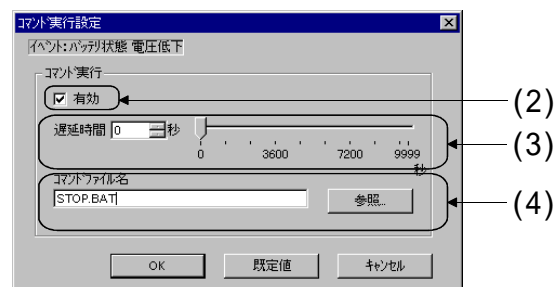 コマンド実行設定
イベント:バッテリ状態 電圧低下
コマンド実行
有効
(2)
遅延時間 0 秒
0 3600 7200 9999
秒
(3)
コマンドファイル名
STOP.BAT 参照...
(4)
OK 既定値 キャンセル